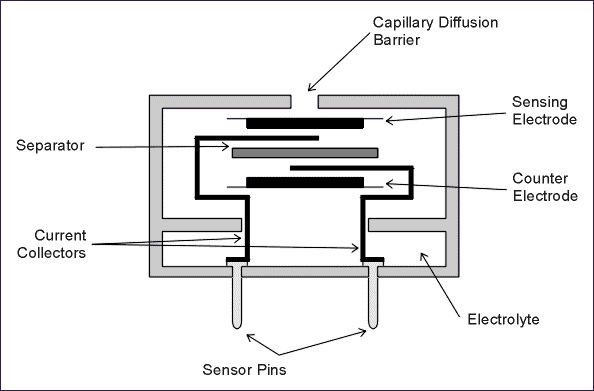 Capillary Diffusion
Barrier
Sensing
Electrode
Separator
Counter
Electrode
Current
Collectors
Electrolyte
Sensor Pins